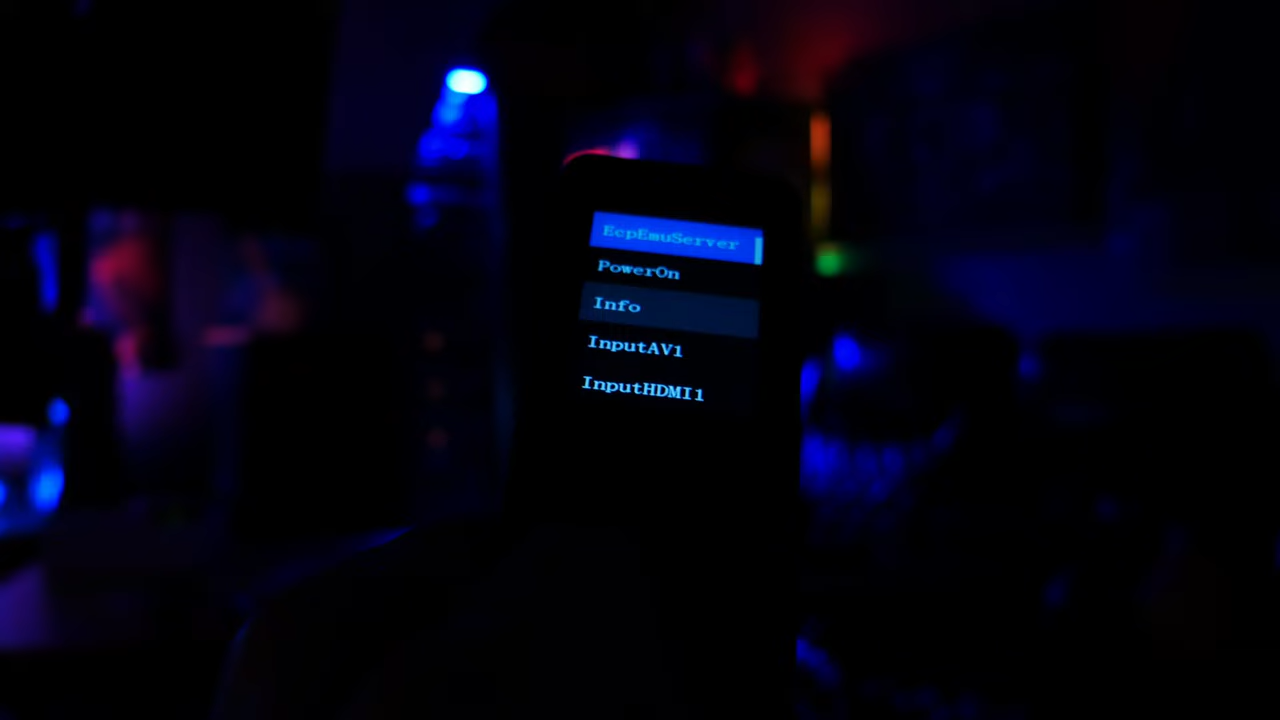 EcpEmuServer
PowerOn
Info
InputAV1
InputHDMI1